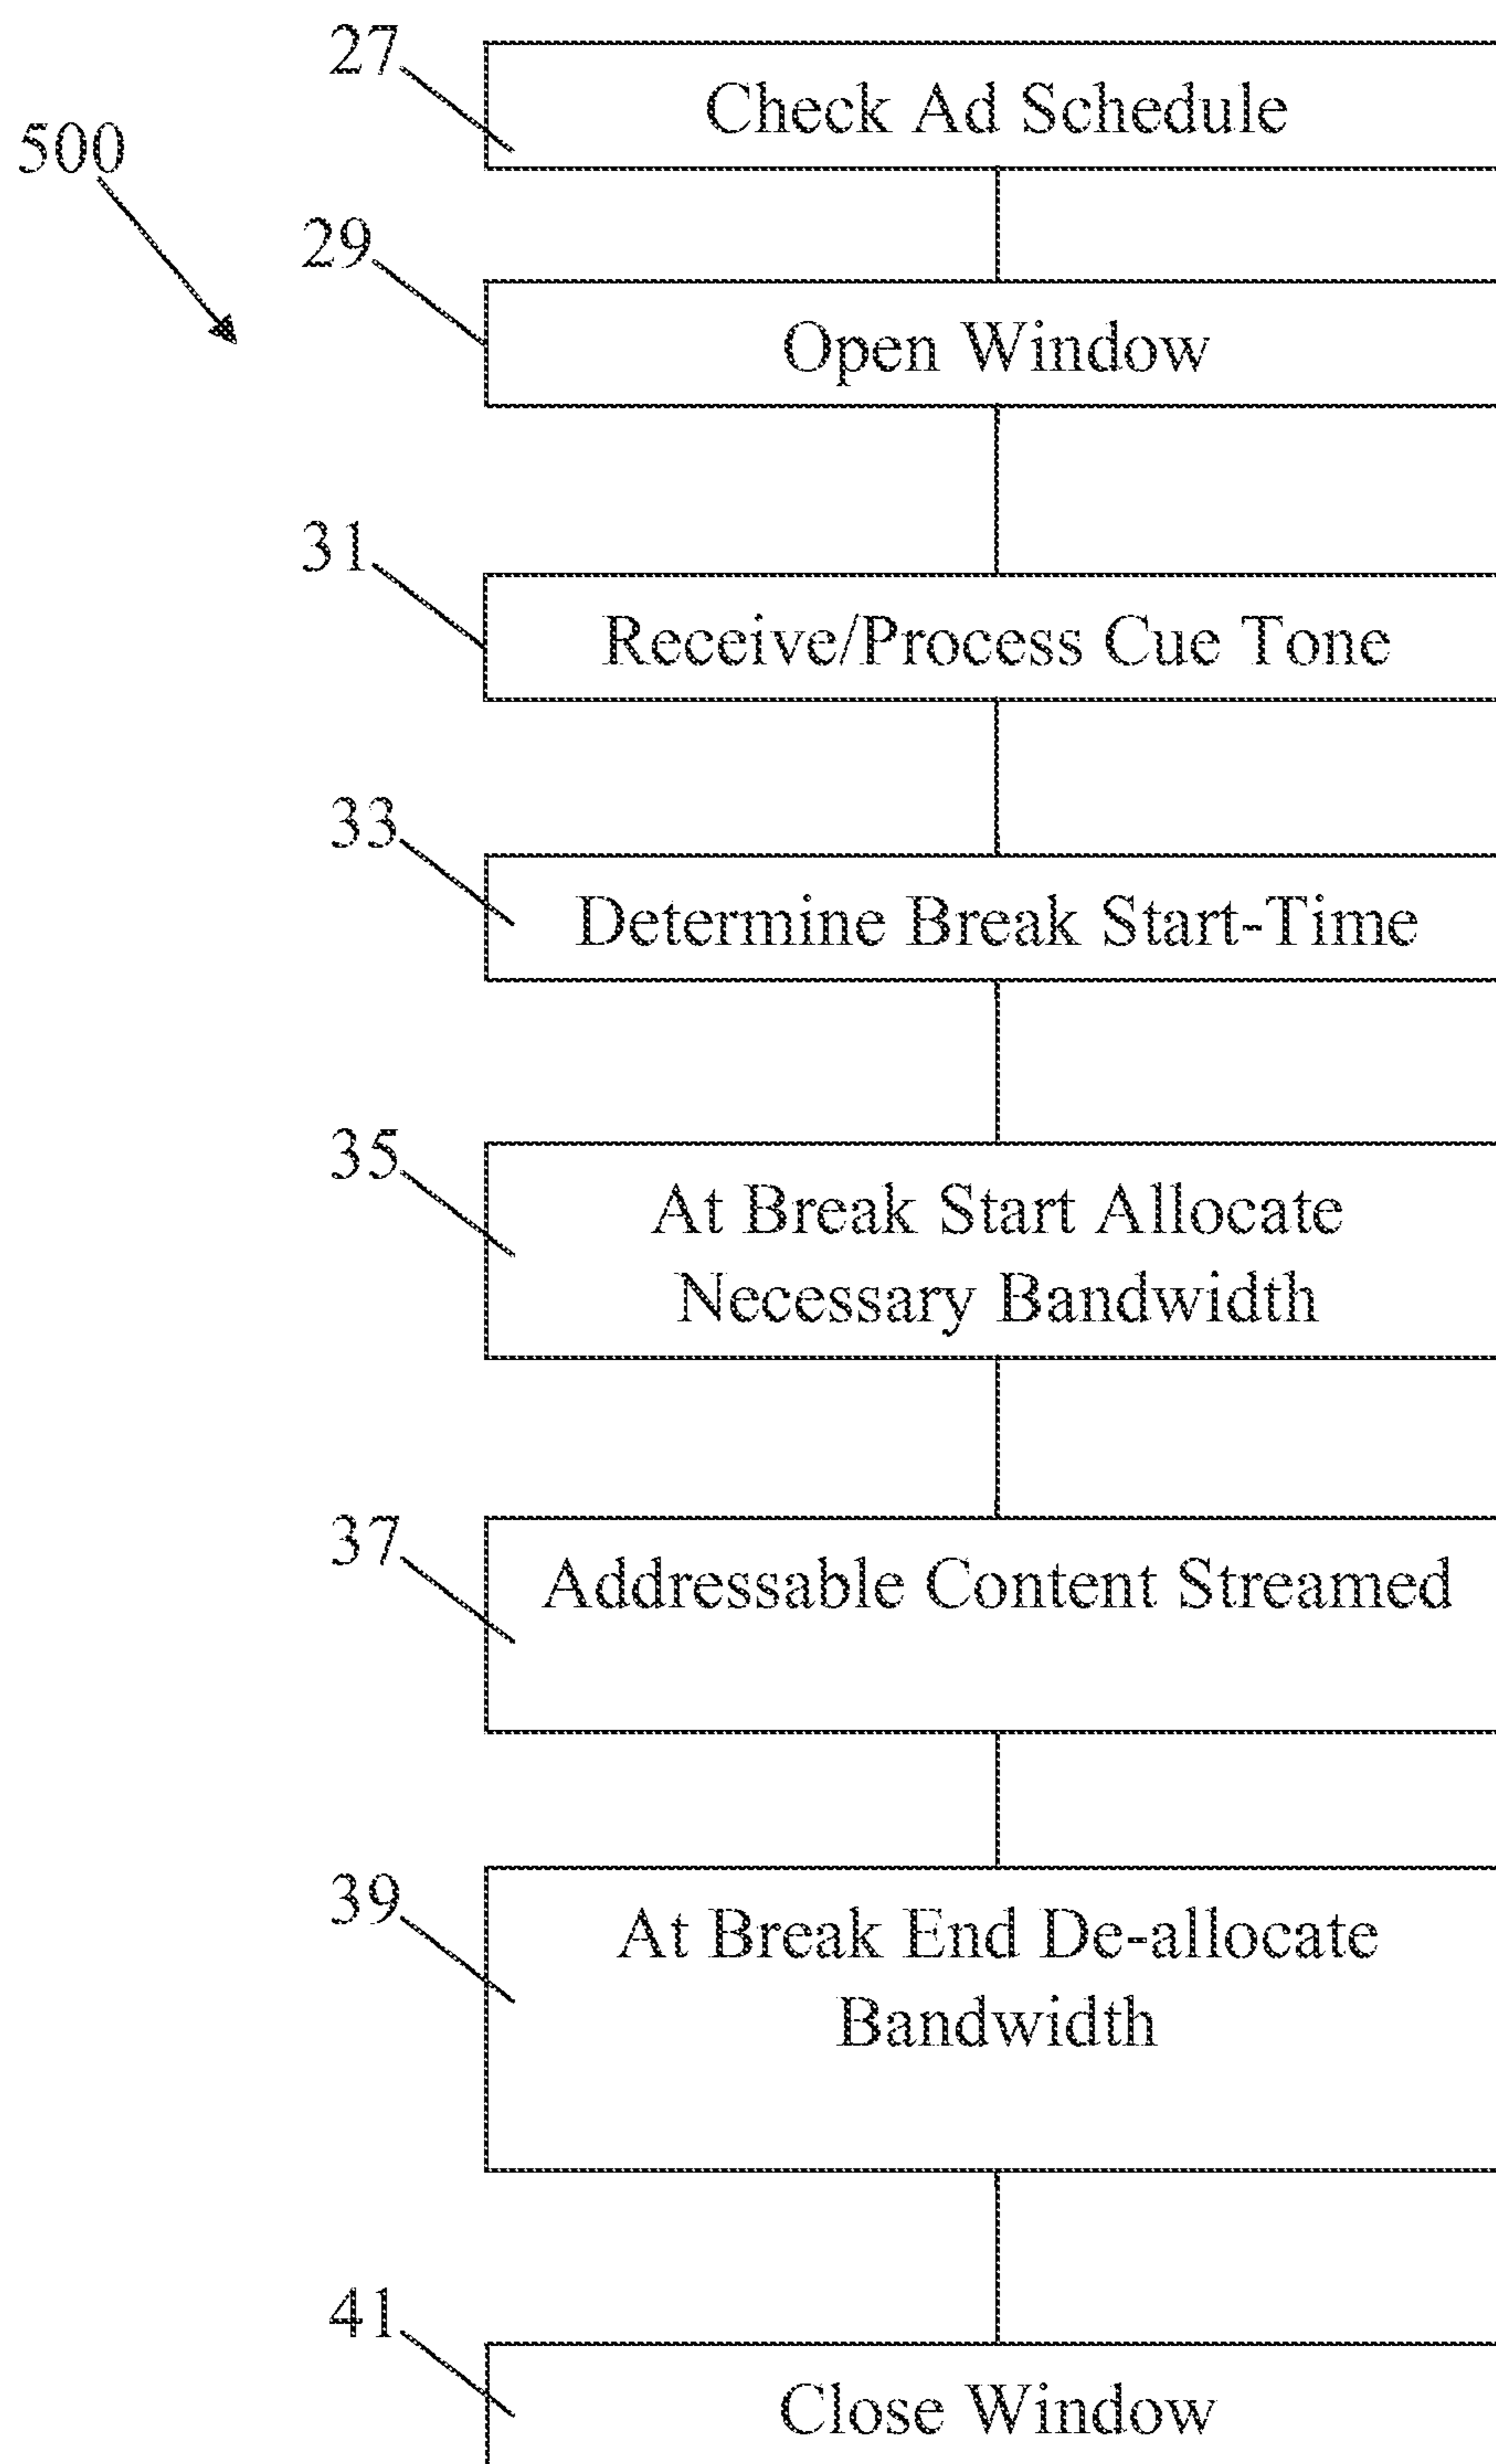 27
Check Ad Schedule
500
29
Open Window
31
Receive/Process Cue Tone
33
Determine Break Start-Time
35
At Break Start Allocate
Necessary Bandwidth
37
Addressable Content Streamed
39
At Break End De-allocate
Bandwidth
41
Close Window